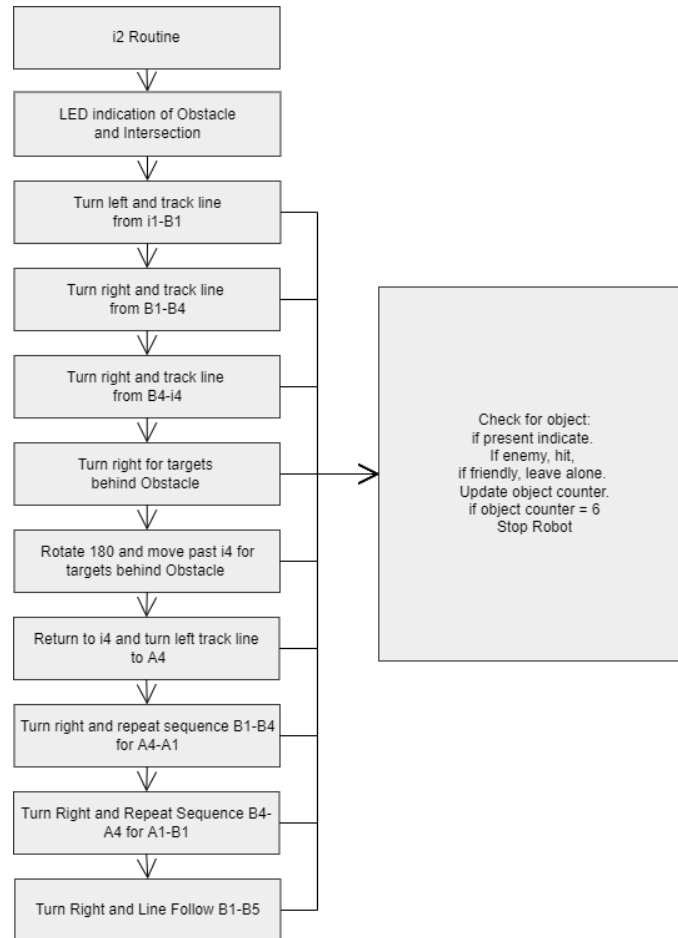 i2 Routine
LED indication of Obstacle
and Intersection
Turn left and track line
from i1-B1
Turn right and track line
from B1-B4
Turn right and track line
from B4-i4
Turn right for targets
behind Obstacle
Rotate 180 and move past i4 for
targets behind Obstacle
Return to i4 and turn left track line
to A4
Turn right and repeat sequence B1-B4
for A4-A1
Turn Right and Repeat Sequence B4-
A4 for A1-B1
Turn Right and Line Follow B1-B5
Check for object:
if present indicate.
If enemy, hit,
if friendly, leave alone.
Update object counter.
if object counter = 6
Stop Robot